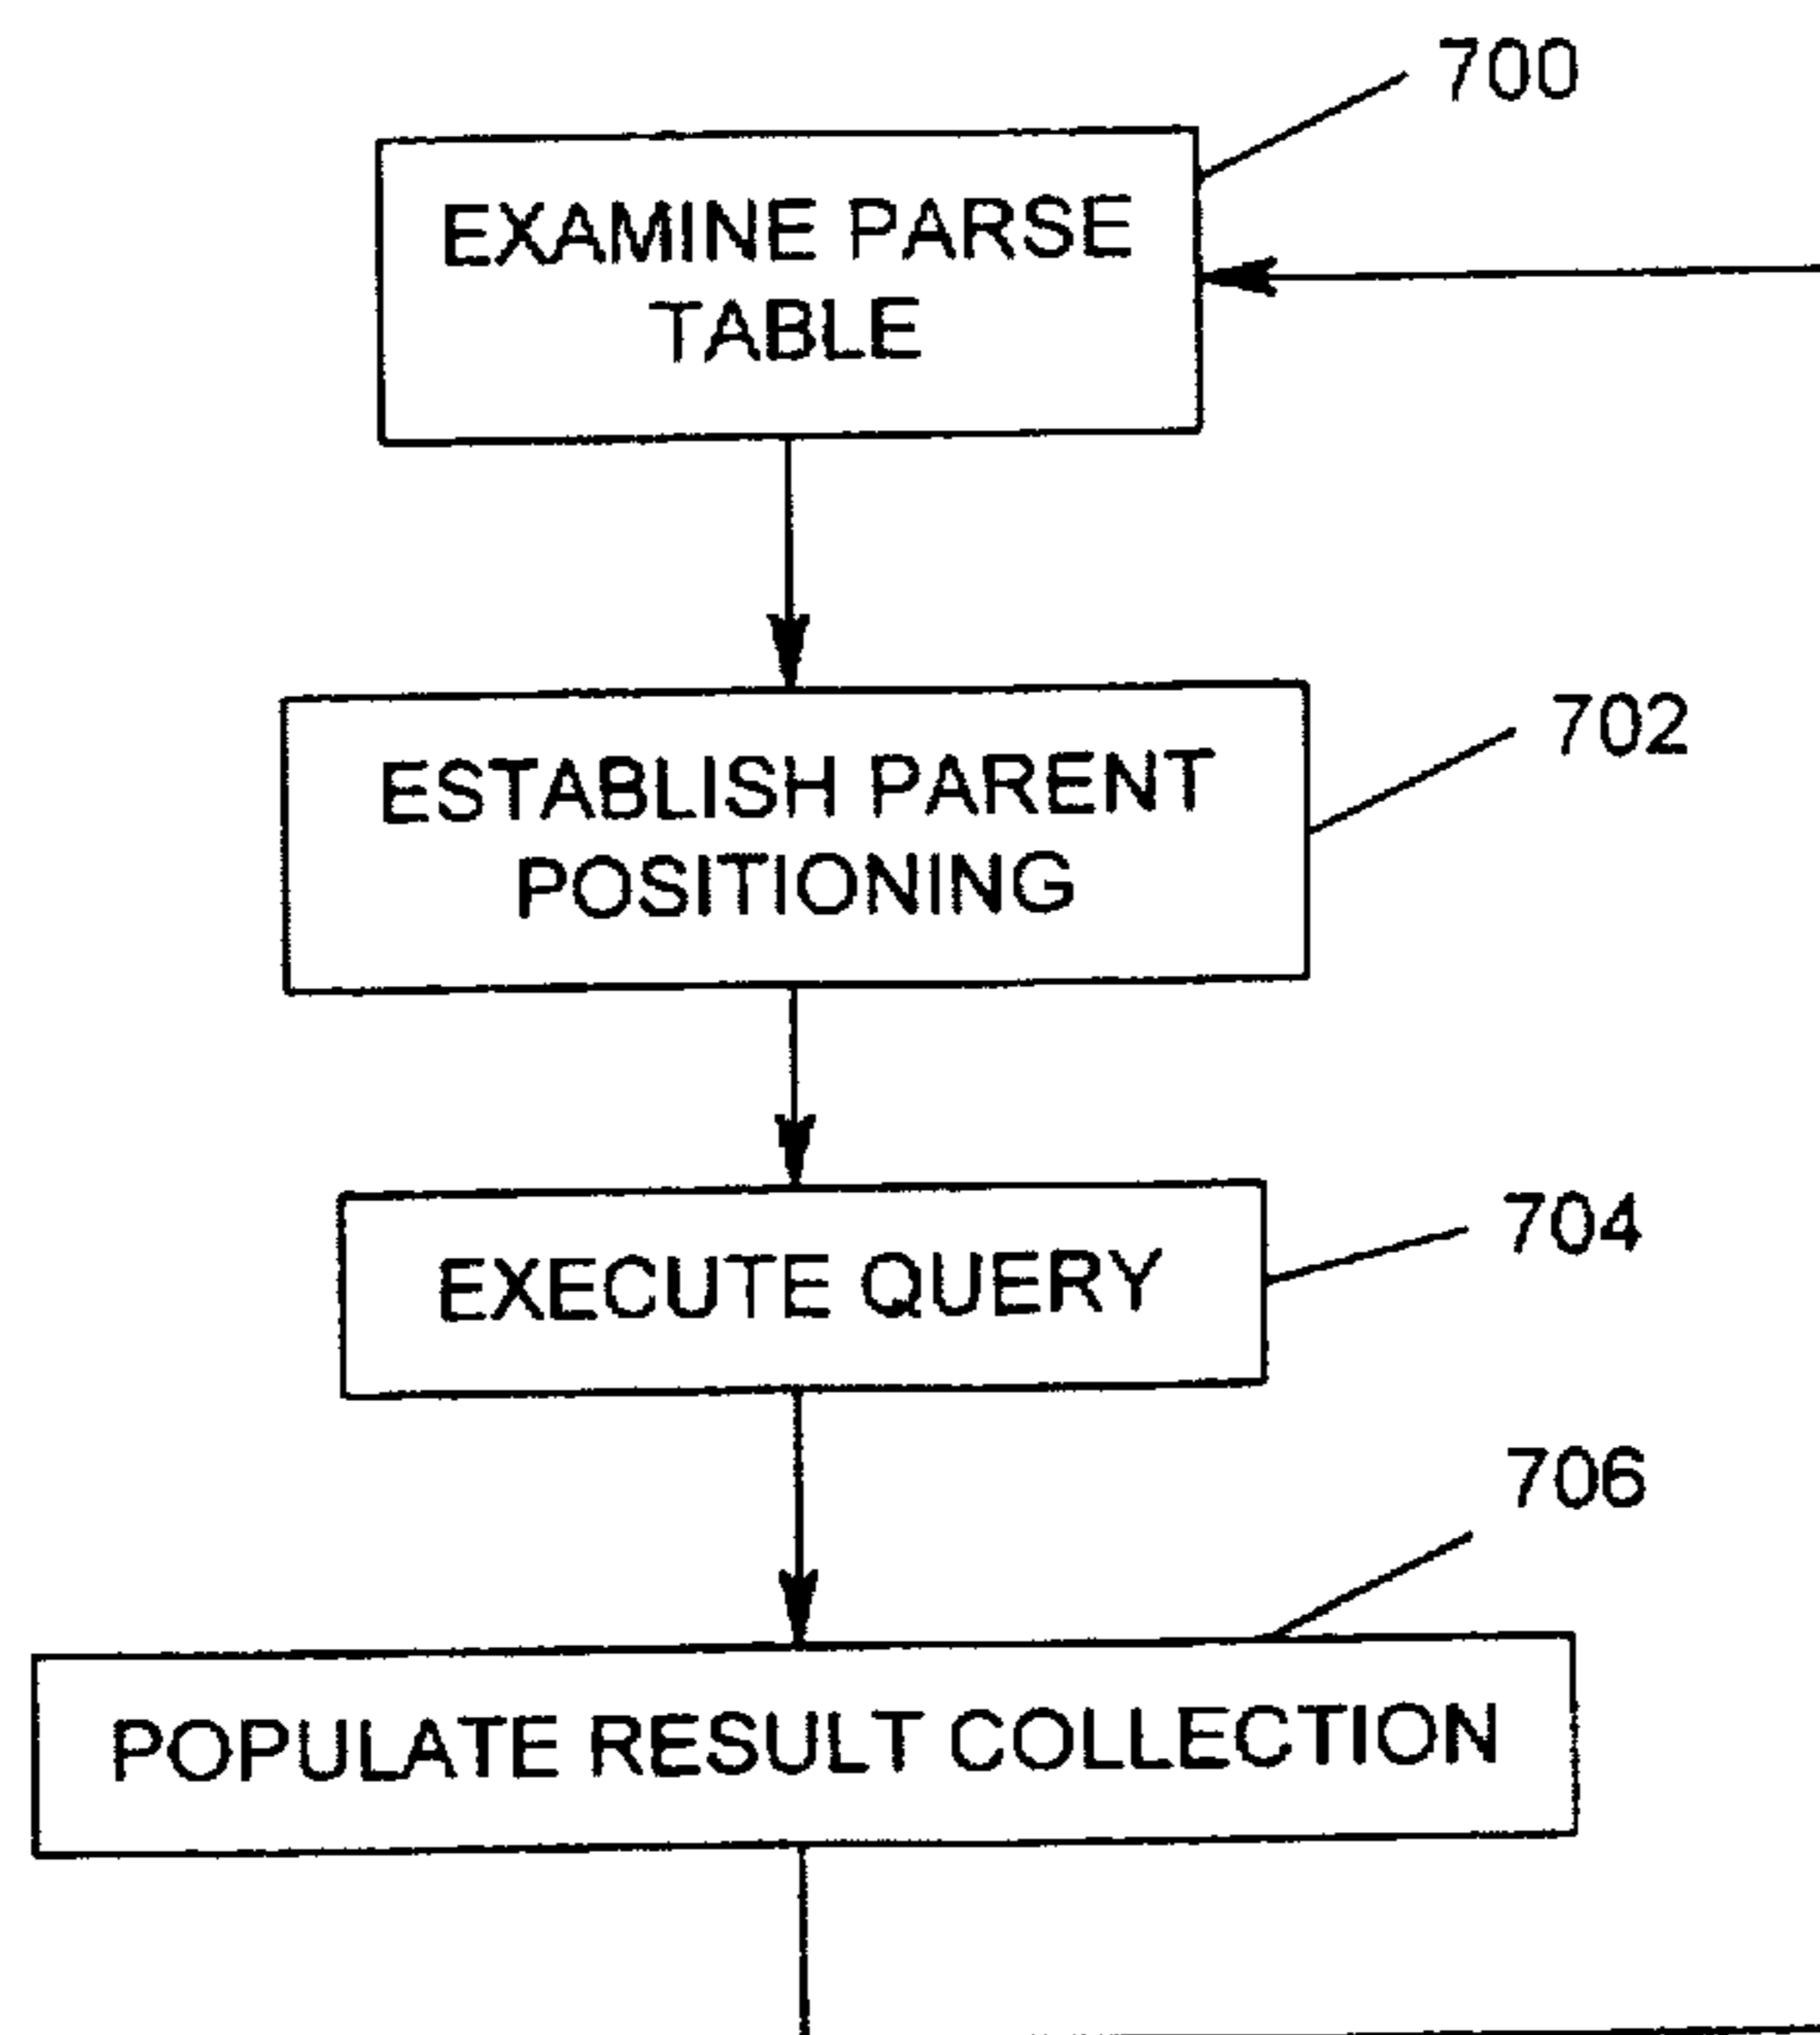 700
EXAMINE PARSE
TABLE
702
ESTABLISH PARENT
POSITIONING
704
EXECUTE QUERY
706
POPULATE RESULT COLLECTION